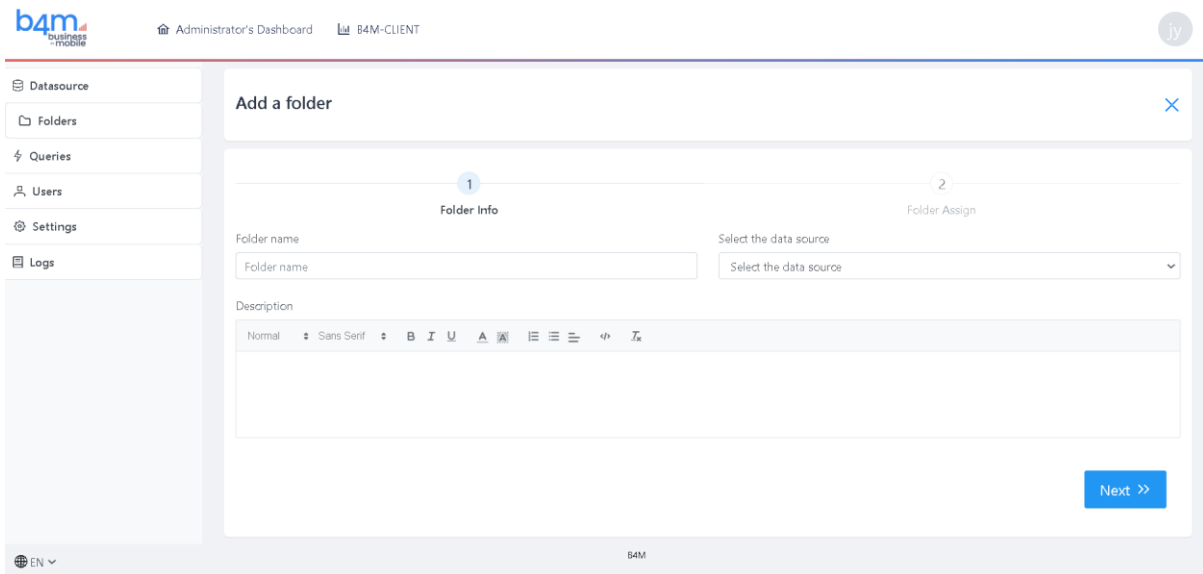 b4m
business
mobile
Administrator's Dashboard
B4M-CLIENT
jy
Datasource
Folders
Queries
Users
Settings
Logs
Add a folder
1
Folder Info
2
Folder Assign
Folder name
Folder name
Select the data source
Select the data source
Description
Normal
Sans Serif
B I U A A
Next
EN
B4M